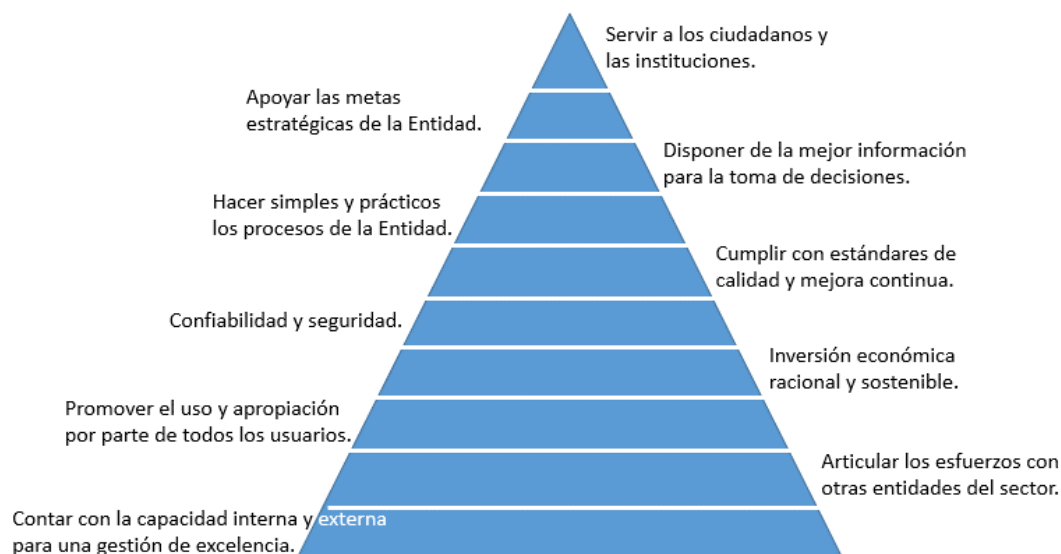 Servir a los ciudadanos y
las instituciones.
Apoyar las metas
estratégicas de la Entidad.
Disponer de la mejor información
para la toma de decisiones.
Hacer simples y prácticos
los procesos de la Entidad.
Cumplir con estándares de
calidad y mejora continua.
Confiabilidad y seguridad.
Inversión económica
racional y sostenible.
Promover el uso y apropiación
por parte de todos los usuarios.
Articular los esfuerzos con
otras entidades del sector.
Contar con la capacidad interna y externa
para una gestión de excelencia.